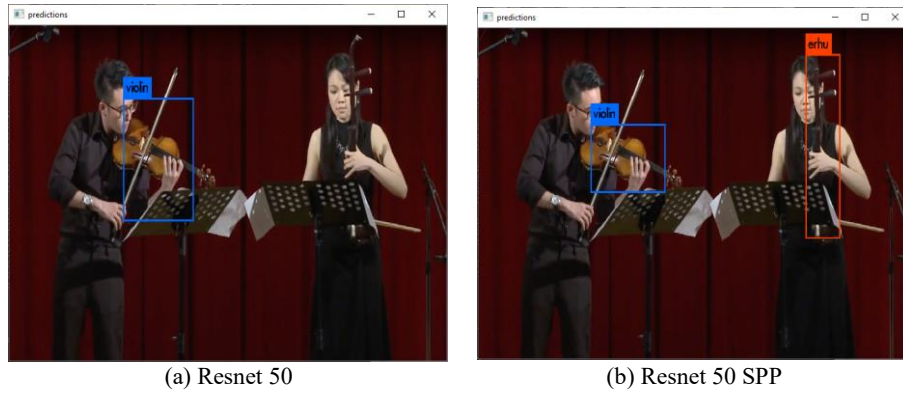 predictions
violin
(a) Resnet 50
predictions
erhu
violin
(b) Resnet 50 SPP